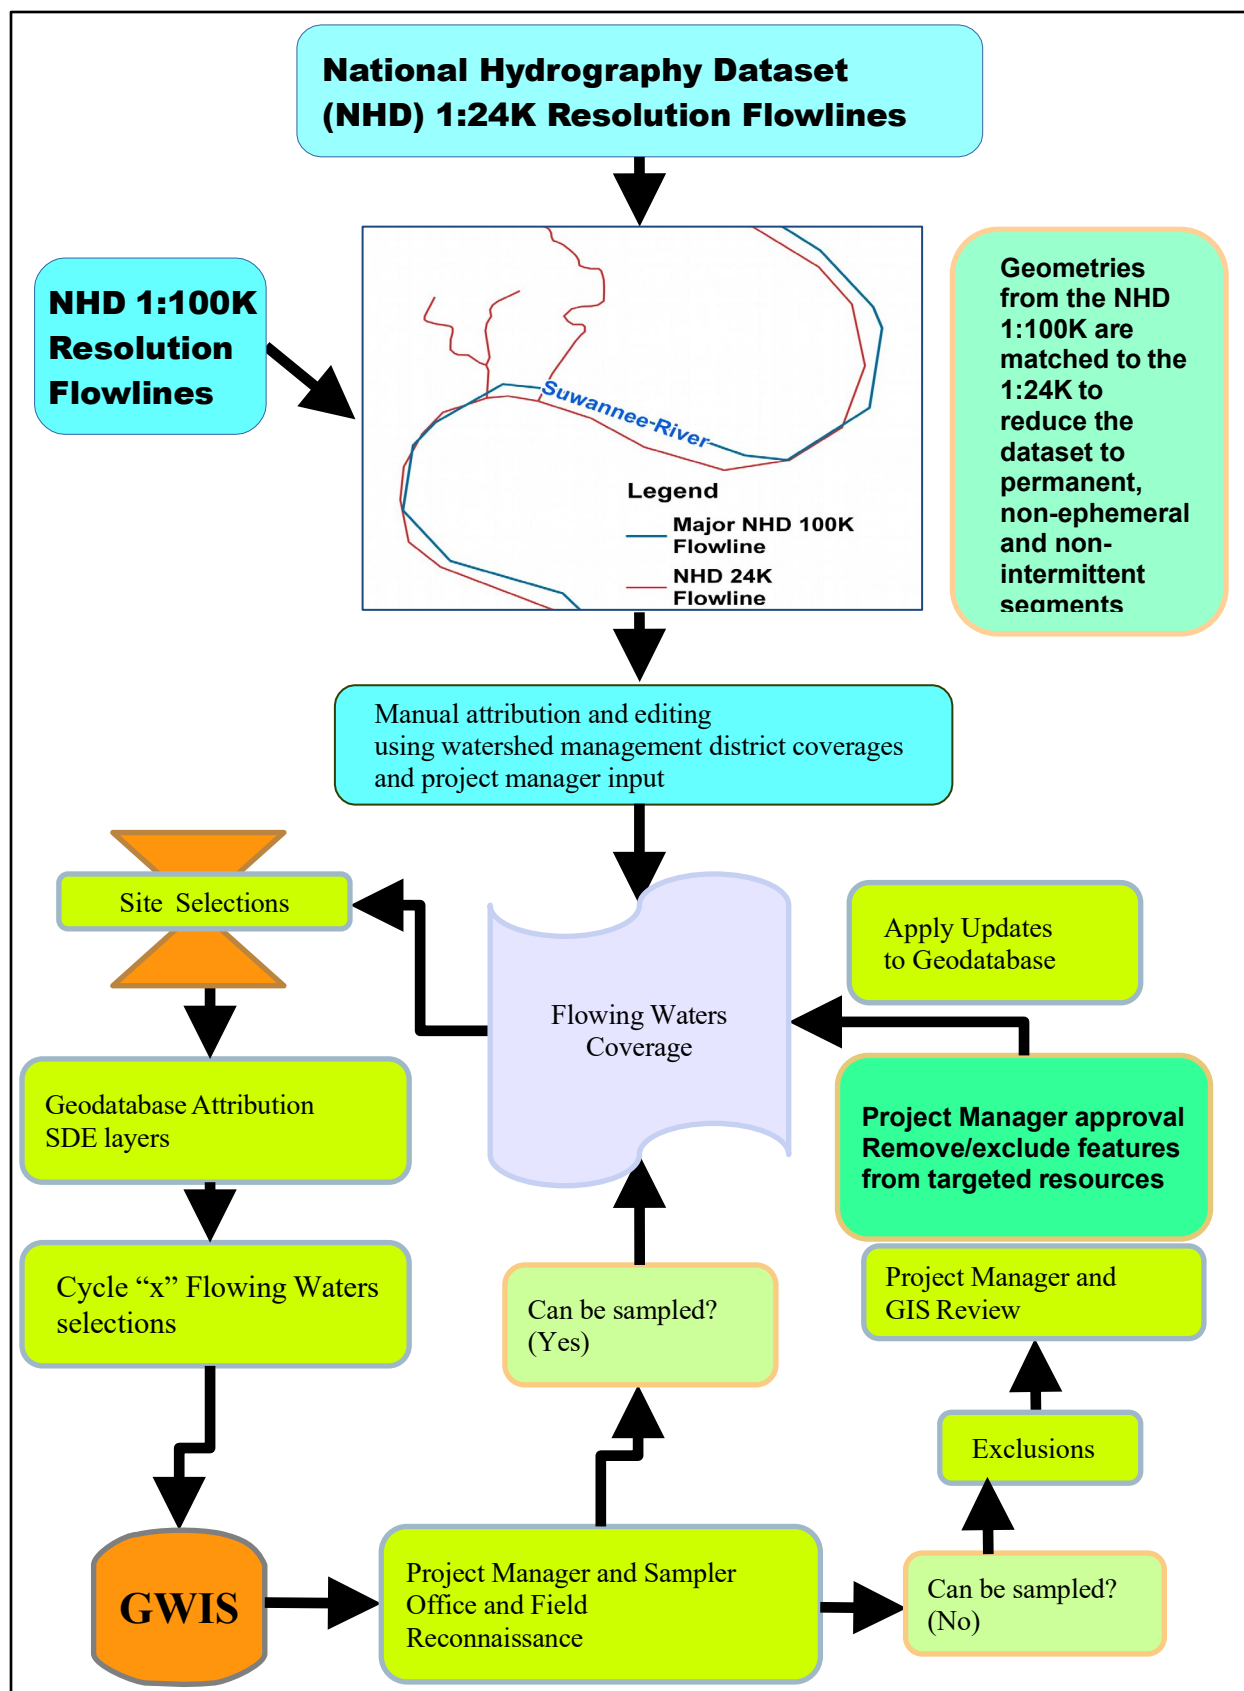 National Hydrography Dataset
(NHD) 1:24K Resolution Flowlines
NHD 1:100K
Resolution
Flowlines
Suwannee River
Legend
Major NHD 100K
Flowline
NHD 24K
Flowline
Geometries
from the NHD
1:100K are
matched to the
1:24K to
reduce the
dataset to
permanent,
non-ephemeral
and non-
intermittent
segments
Manual attribution and editing
using watershed management district coverages
and project manager input
Site Selections
Flowing Waters
Coverage
Apply Updates
to Geodatabase
Geodatabase Attribution
SDE layers
Project Manager approval
Remove/exclude features
from targeted resources
Cycle “x” Flowing Waters
selections
Can be sampled?
(Yes)
Project Manager and
GIS Review
Exclusions
GWIS
Project Manager and Sampler
Office and Field
Reconnaissance
Can be sampled?
(No)